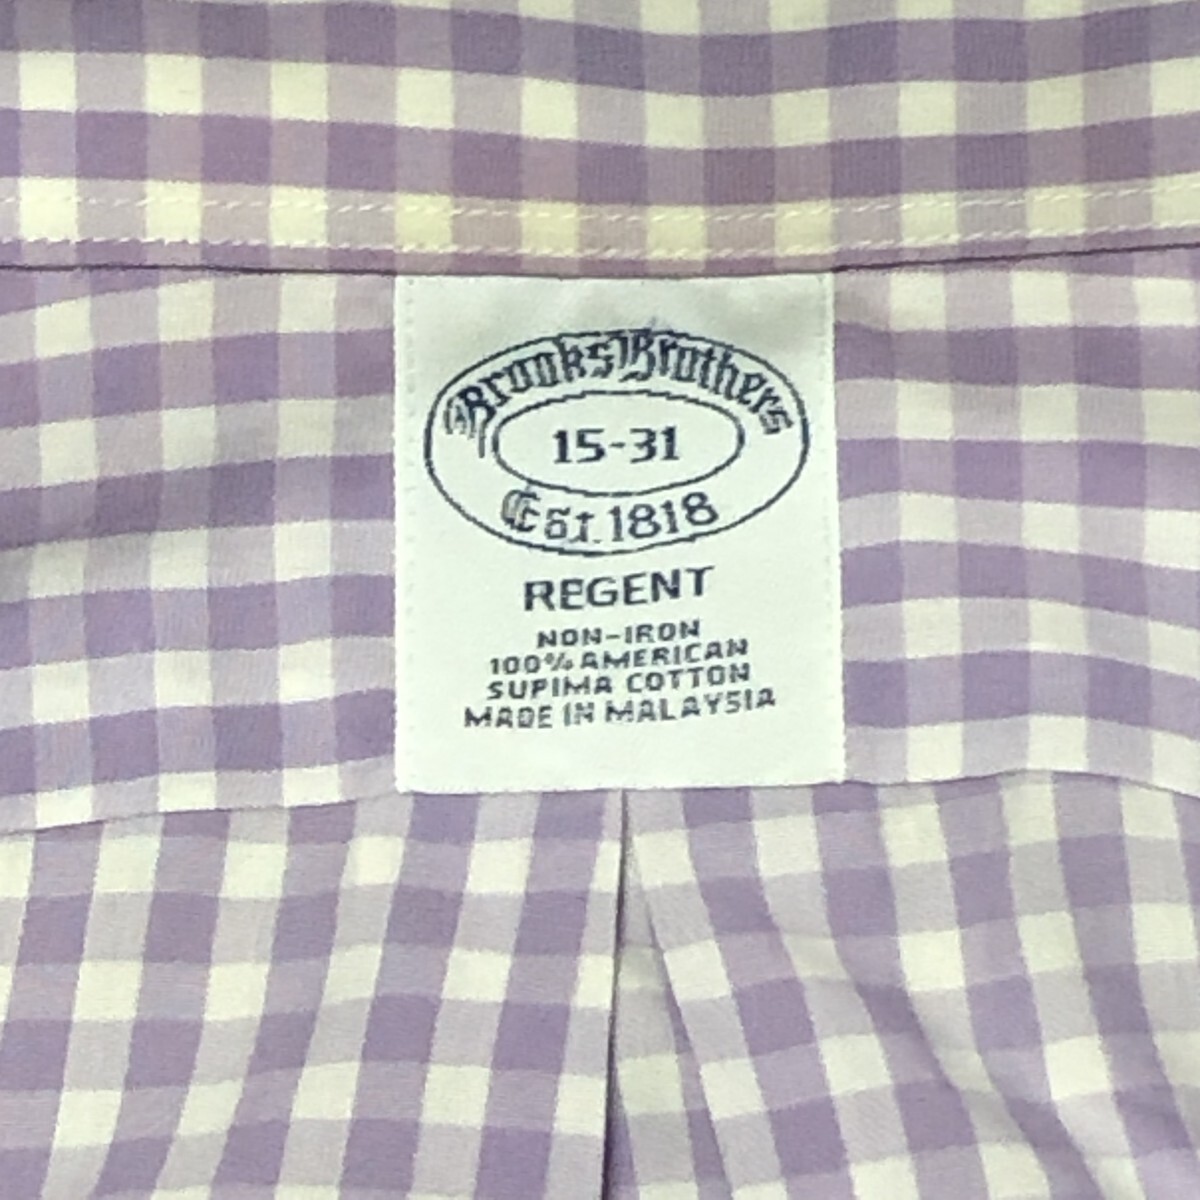 Brooks Brothers
15-31
Est. 1818
REGENT
NON-IRON
100% AMERICAN
SUPIMA COTTON
MADE IN MALAYSIA